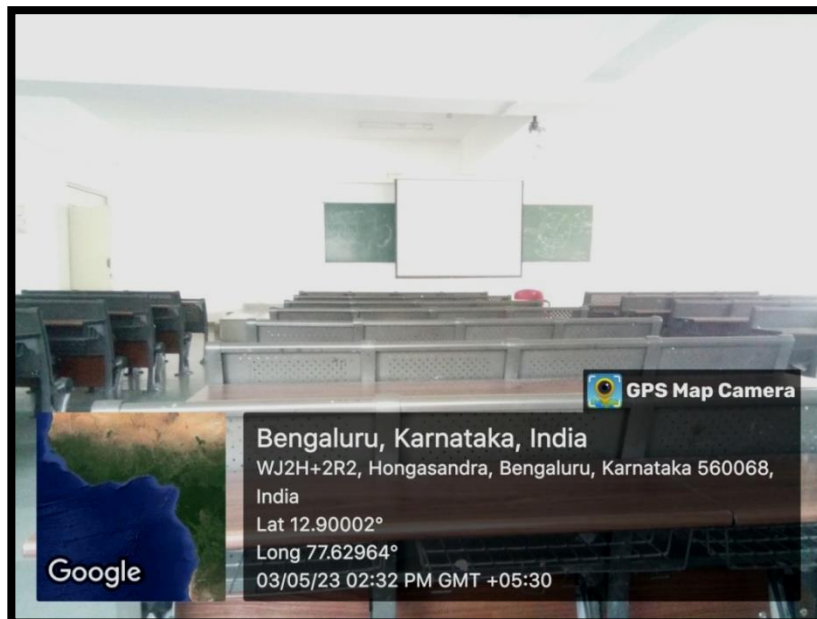 GPS Map Camera
Bengaluru, Karnataka, India
WJ2H+2R2, Hongasandra, Bengaluru, Karnataka 560068,
India
Lat 12.90002°
Long 77.62964°
03/05/23 02:32 PM GMT +05:30
Google